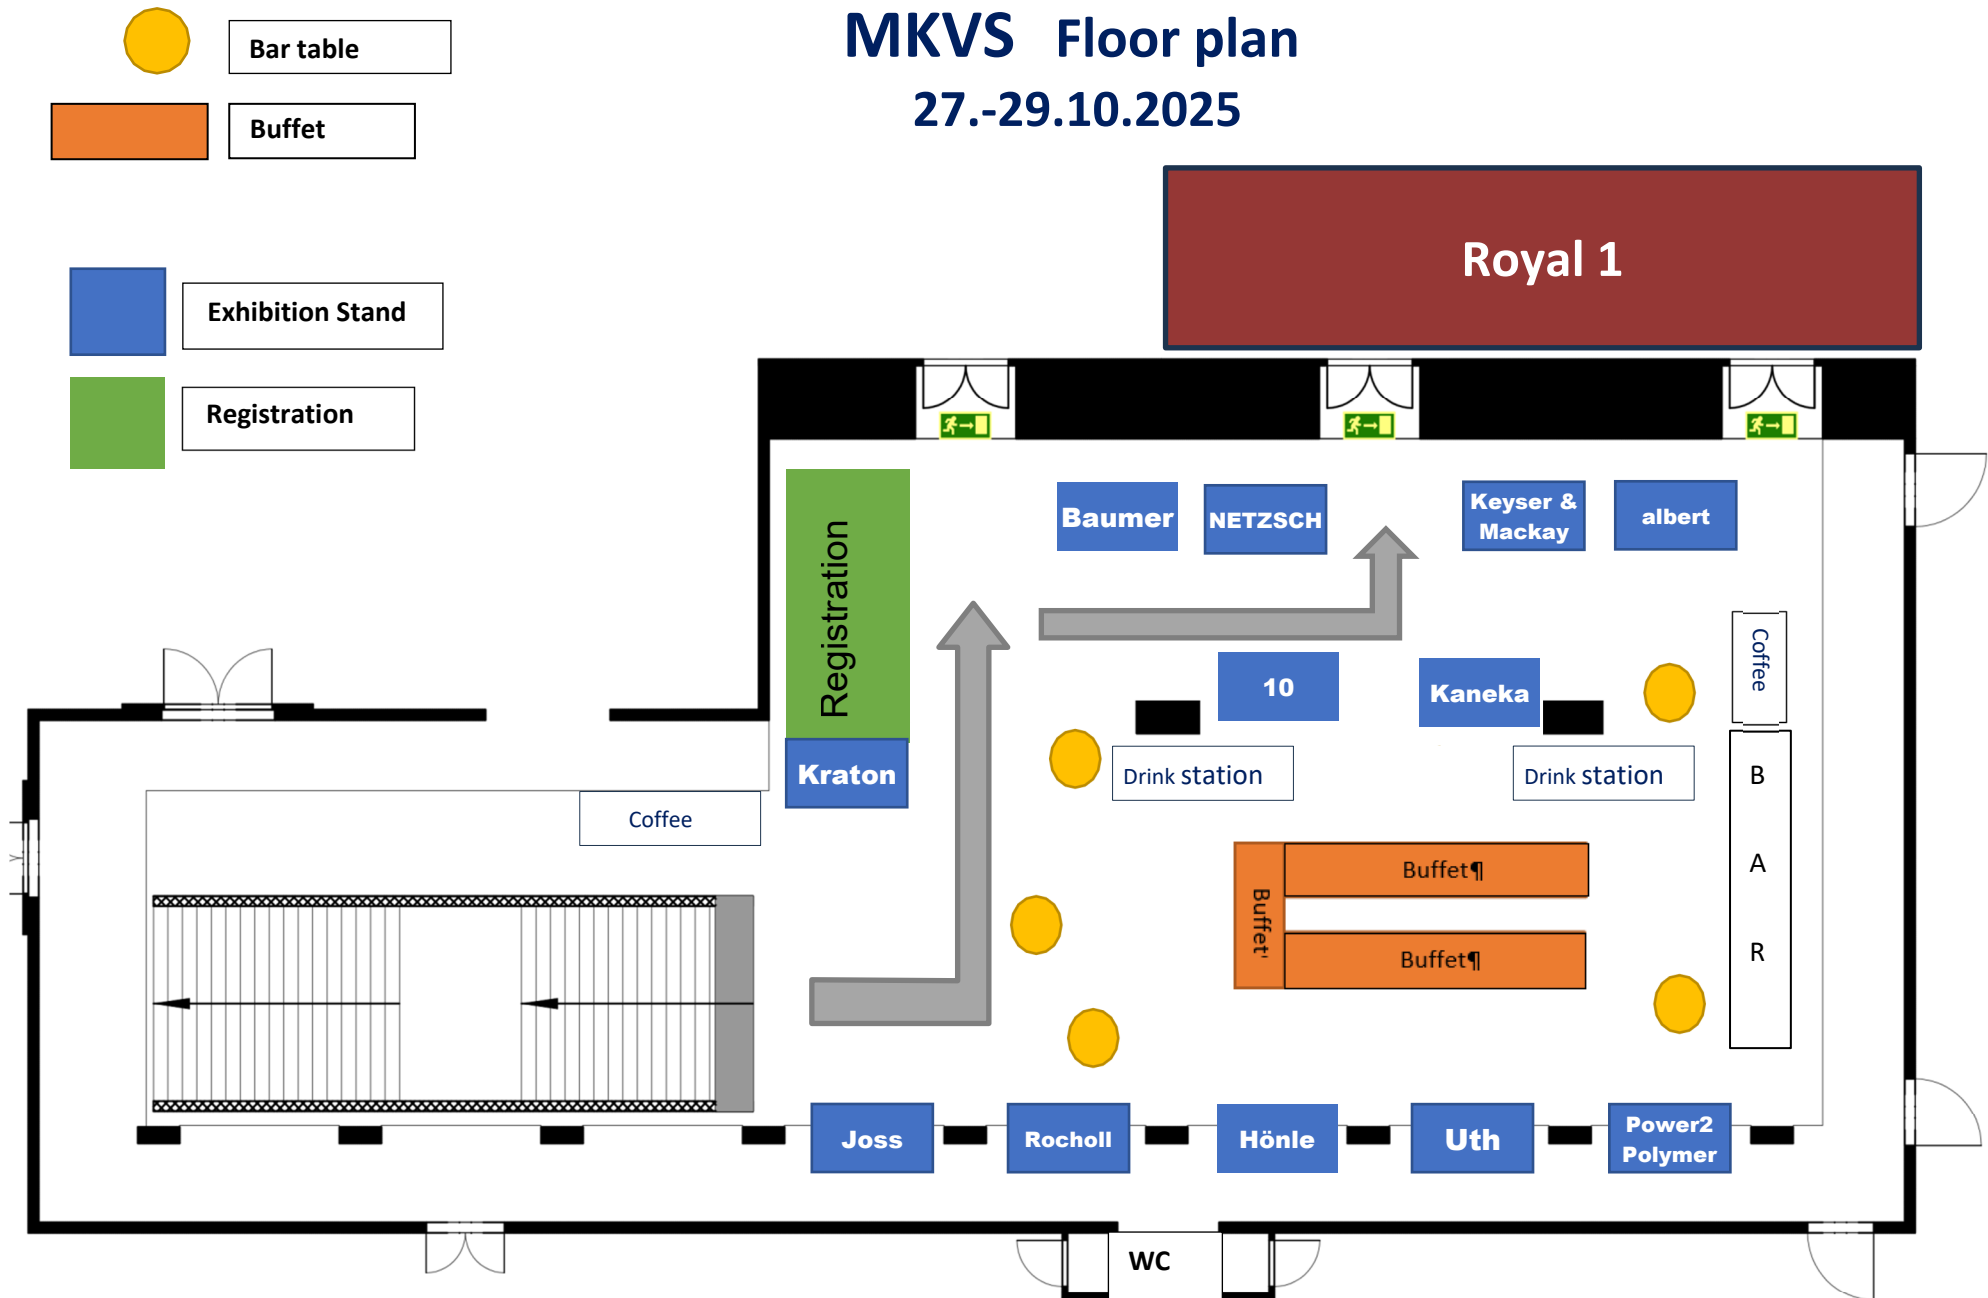 MKVS Floor plan
27.-29.10.2025
Bar table
Buffet
Exhibition Stand
Registration
Royal 1
Registration
Baumer
NETZSCH
Keyser &
Mackay
albert
10
Kaneka
Coffee
Kraton
Coffee
Drink station
Drink station
B
A
R
Buffet¶
Buffet
Buffet¶
Joss
Rocholl
Hönle
Uth
Power2
Polymer
WC